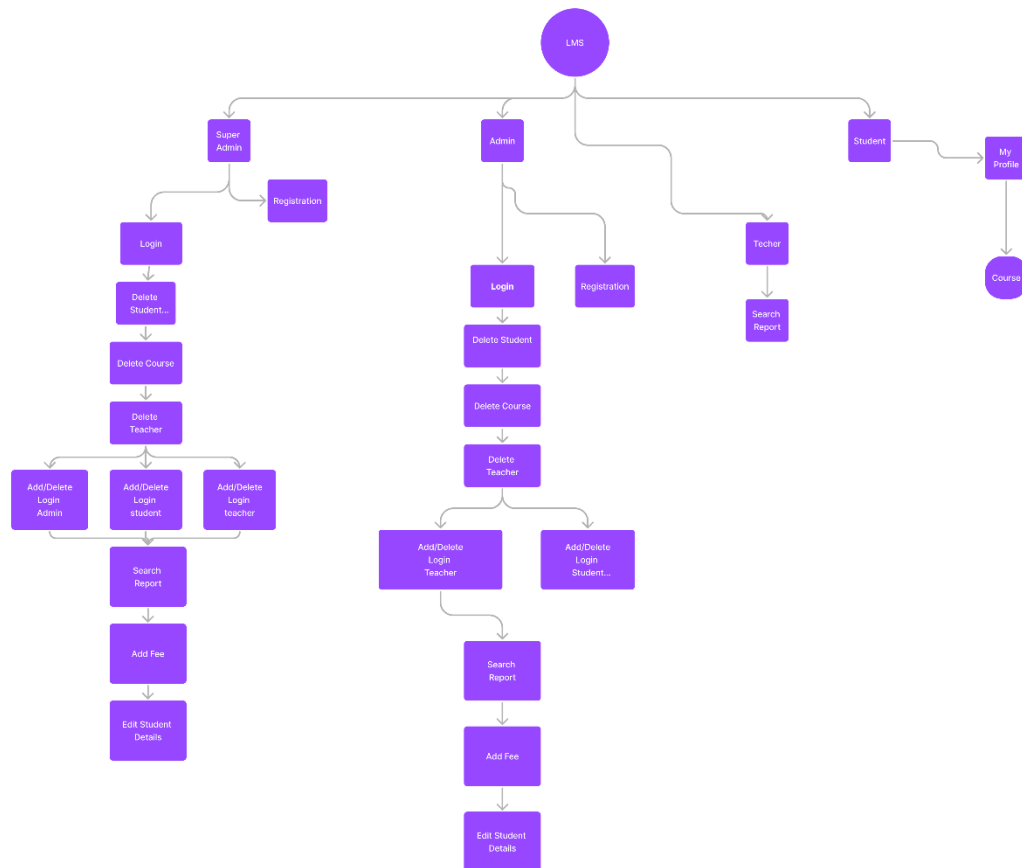 LMS
Super
Admin
Admin
Student
My
Profile
Registration
Login
Techer
Login
Registration
Course
Delete
Student...
Search
Report
Delete Student
Delete Course
Delete Course
Delete
Teacher
Delete
Teacher
Add/Delete
Login
Admin
Add/Delete
Login
student
Add/Delete
Login
teacher
Add/Delete
Login
Teacher
Add/Delete
Login
Student...
Search
Report
Add Fee
Search
Report
Edit Student
Details
Add Fee
Edit Student
Details